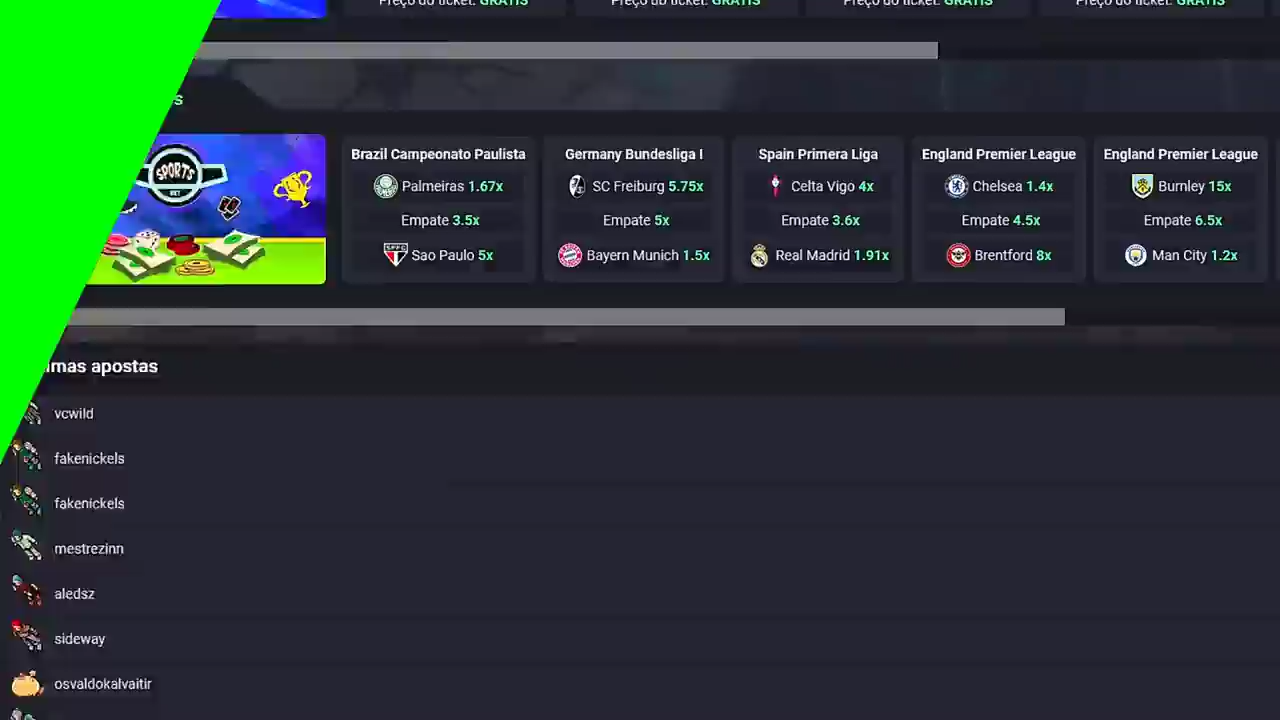 Preço do ticket: GRÁTIS Preço do ticket: GRÁTIS Preço do ticket: GRÁTIS Preço do ticket: GRÁTIS
SPORTS
BET
Brazil Campeonato Paulista
Palmeiras 1.67x
Empate 3.5x
SPFC
Sao Paulo 5x
Germany Bundesliga I
SC Freiburg 5.75x
Empate 5x
Bayern Munich 1.5x
Spain Primera Liga
Celta Vigo 4x
Empate 3.6x
Real Madrid 1.91x
England Premier League
Chelsea 1.4x
Empate 4.5x
Brentford 8x
England Premier League
Burnley 15x
Empate 6.5x
Man City 1.2x
imas apostas
vcwild
fakenickels
fakenickels
mestrezinn
aledsz
sideway
osvaldokalvaitir